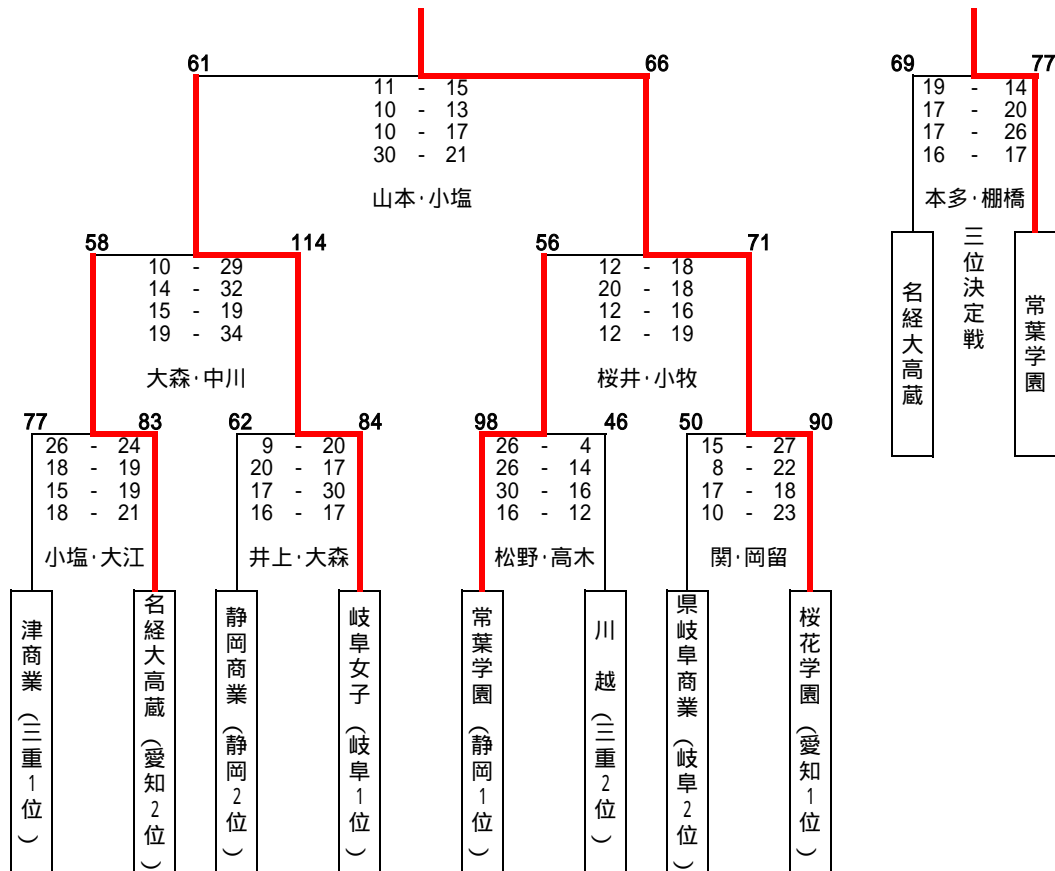 61 66
11 - 15
10 - 13
10 - 17
30 - 21
山本・小塩
69 77
19 - 14
17 - 20
17 - 26
16 - 17
本多・棚橋
三位決定戦
名経大高蔵
常葉学園
58 114
10 - 29
14 - 32
15 - 19
19 - 34
大森・中川
56 71
12 - 18
20 - 18
12 - 16
12 - 19
桜井・小牧
77 83
26 - 24
18 - 19
15 - 19
18 - 21
小塩・大江
62 84
9 - 20
20 - 17
17 - 30
16 - 17
井上・大森
98 46
26 - 4
26 - 14
30 - 16
16 - 12
松野・高木
50 90
15 - 27
8 - 22
17 - 18
10 - 23
関・岡留
津商業(三重1位)
名経大高蔵(愛知2位)
静岡商業(静岡2位)
岐阜女子(岐阜1位)
常葉学園(静岡1位)
川越(三重2位)
県岐阜商業(岐阜2位)
桜花学園(愛知1位)